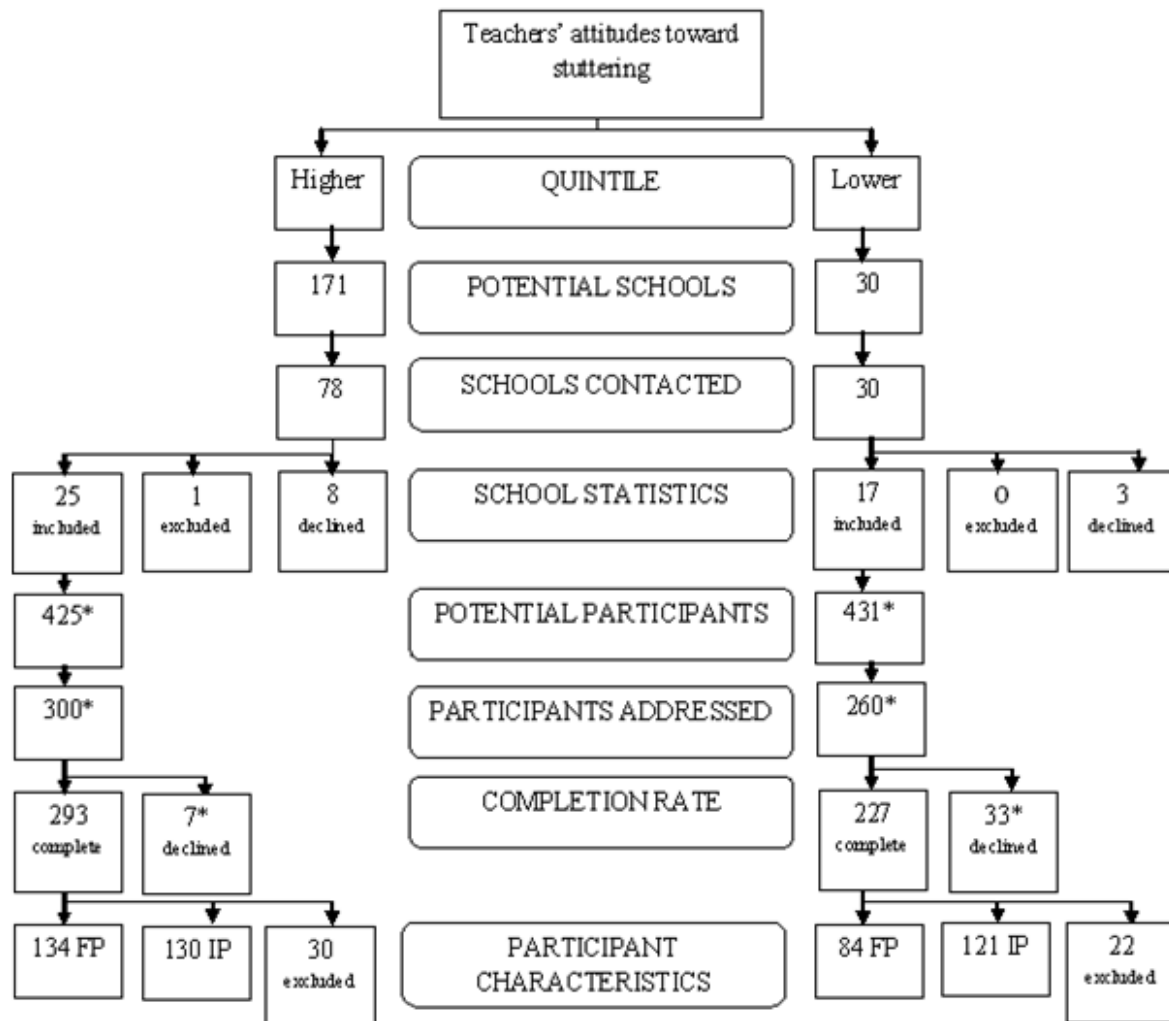 Teachers’ attitudes toward
stuttering
Higher
QUINTILE
Lower
171
POTENTIAL SCHOOLS
30
78
SCHOOLS CONTACTED
30
25
included
1
excluded
8
declined
SCHOOL STATISTICS
17
included
0
excluded
3
declined
425*
POTENTIAL PARTICIPANTS
431*
300*
PARTICIPANTS ADDRESSED
260*
293
complete
7*
declined
COMPLETION RATE
227
complete
33*
declined
134 FP
130 IP
30
excluded
PARTICIPANT
CHARACTERISTICS
84 FP
121 IP
22
excluded